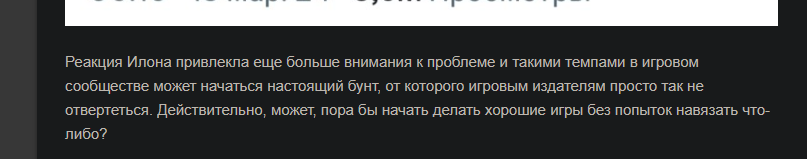 Реакция Илона привлекла еще больше внимания к проблеме и такими темпами в игровом
сообществе может начаться настоящий бунт, от которого игровым издателям просто так не
отвертеться. Действительно, может, пора бы начать делать хорошие игры без попыток навязать что-
либо?